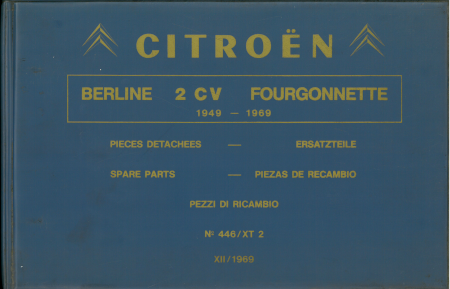 CITROËN
BERLINE 2 CV FOURGONNETTE
1949 — 1969
PIECES DETACHEES — ERSATZTEILE
SPARE PARTS — PIEZAS DE RECAMBIO
PEZZI DI RICAMBIO
Nº 446/XT 2
XII/1969